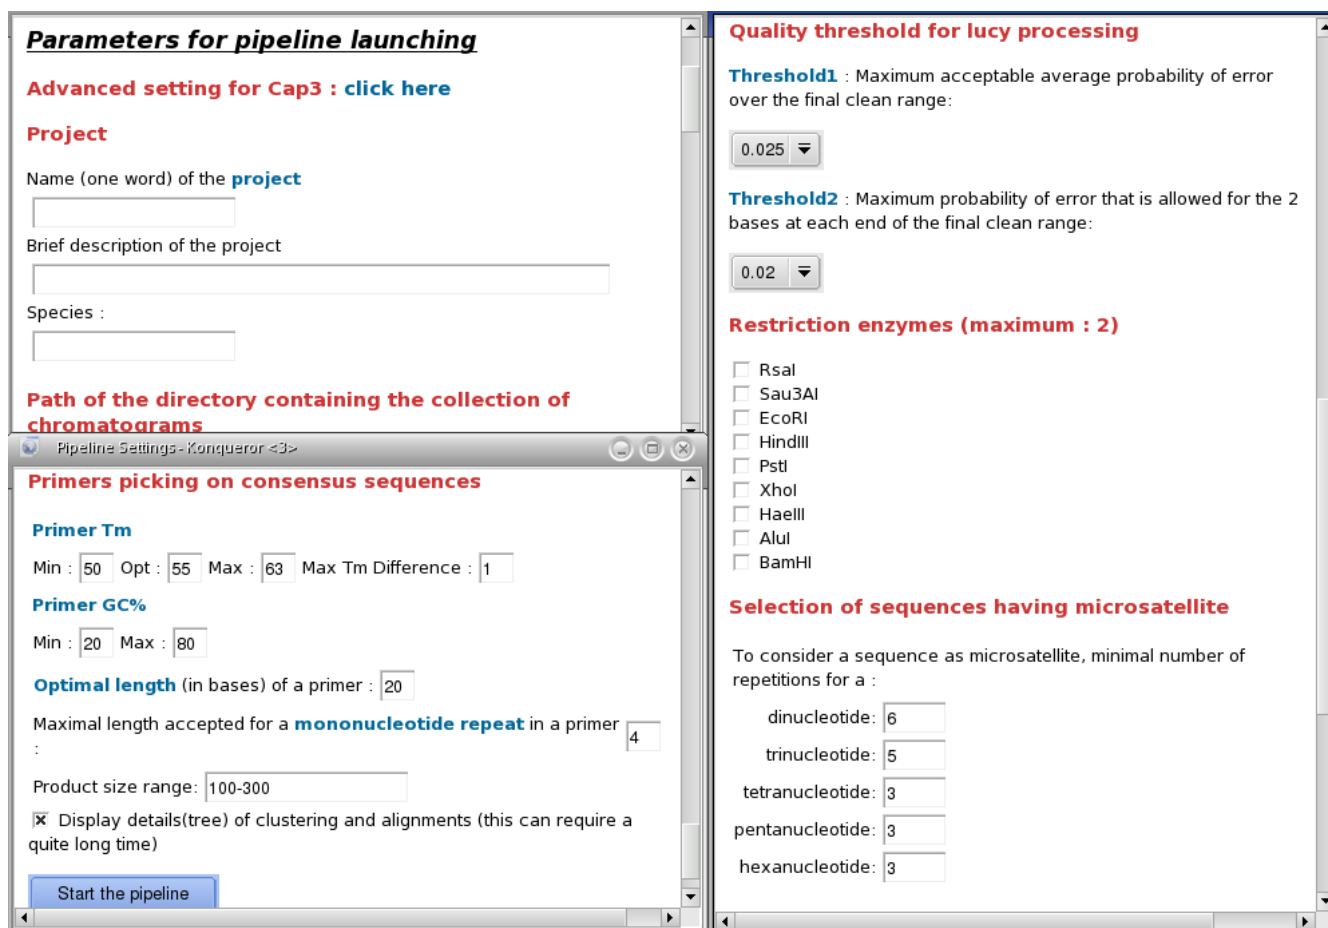 Parameters for pipeline launching
Advanced setting for Cap3 : click here
Project
Name (one word) of the project
Brief description of the project
Species :
Path of the directory containing the collection of
chromatograms
Pipeline Settings - Konqueror <3>
Primers picking on consensus sequences
Primer Tm
Min : 50 Opt : 55 Max : 63 Max Tm Difference : 1
Primer GC%
Min : 20 Max : 80
Optimal length (in bases) of a primer : 20
Maximal length accepted for a mononucleotide repeat in a primer
: 4
Product size range: 100-300
Display details(tree) of clustering and alignments (this can require a
quite long time)
Start the pipeline
Quality threshold for lucy processing
Threshold1 : Maximum acceptable average probability of error
over the final clean range:
0.025
Threshold2 : Maximum probability of error that is allowed for the 2
bases at each end of the final clean range:
0.02
Restriction enzymes (maximum : 2)
RsaI
Sau3AI
EcoRI
HindIII
PstI
XhoI
HaeIII
AluI
BamHI
Selection of sequences having microsatellite
To consider a sequence as microsatellite, minimal number of
repetitions for a :
dinucleotide: 6
trinucleotide: 5
tetranucleotide: 3
pentanucleotide: 3
hexanucleotide: 3